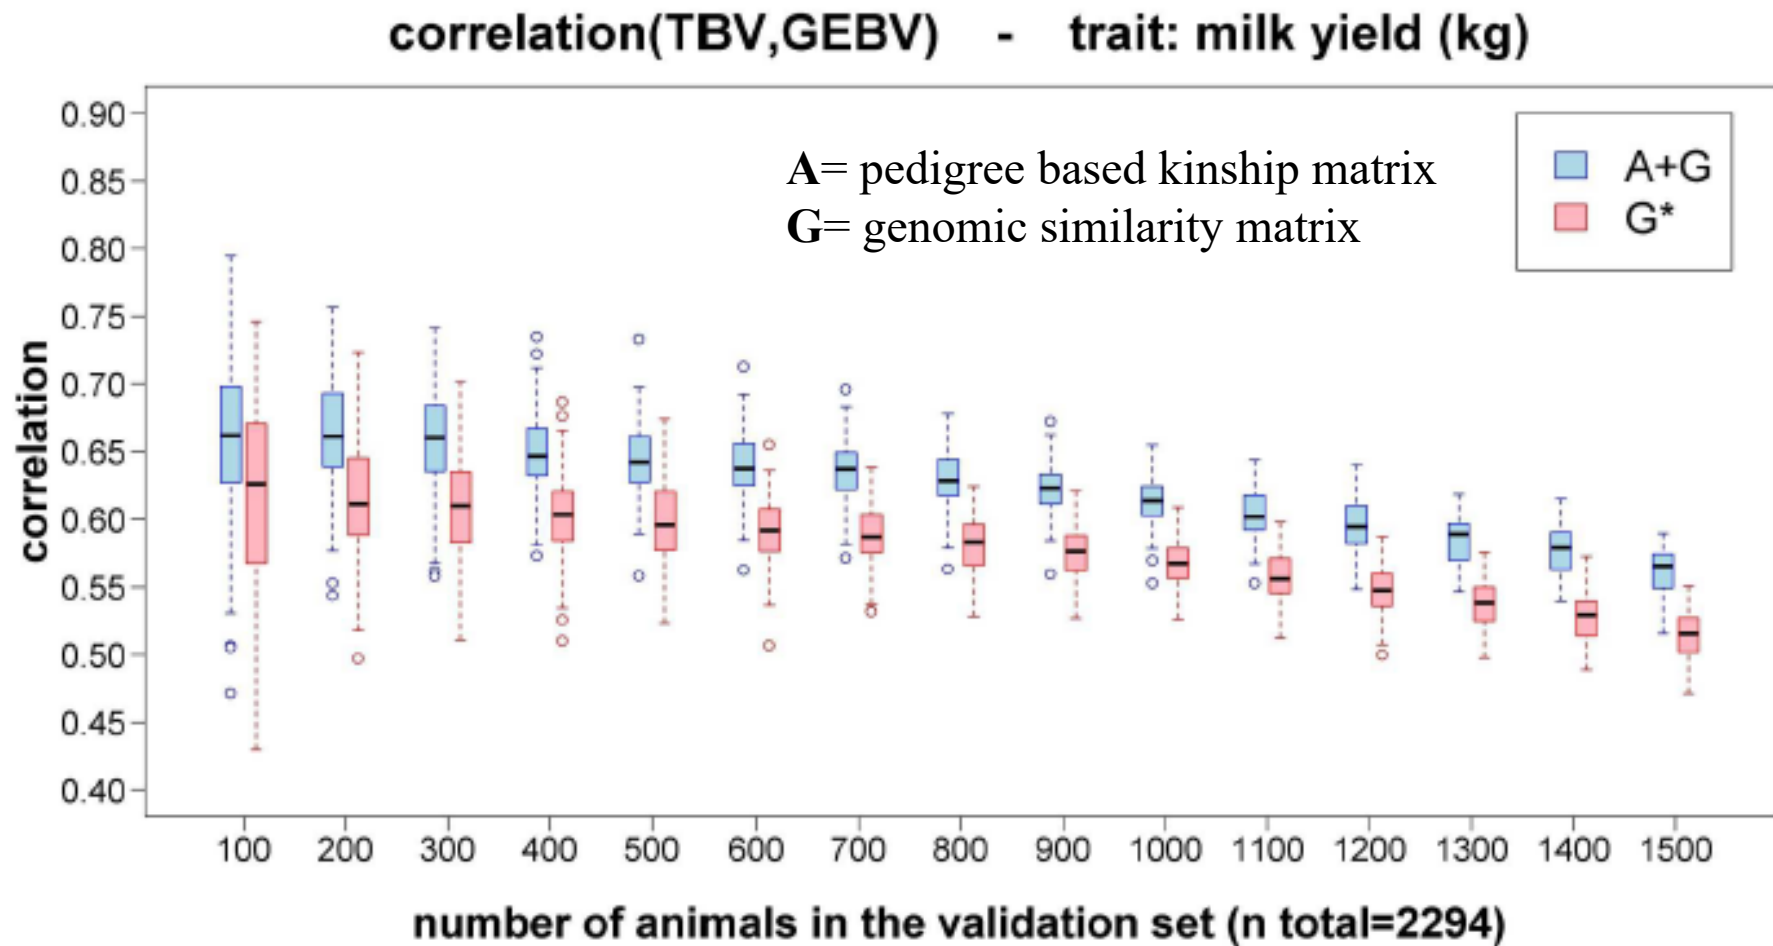 correlation(TBV,GEBV) - trait: milk yield (kg)
A= pedigree based kinship matrix
G= genomic similarity matrix
A+G
G*
correlation
0.90
0.85
0.80
0.75
0.70
0.65
0.60
0.55
0.50
0.45
0.40
100 200 300 400 500 600 700 800 900 1000 1100 1200 1300 1400 1500
number of animals in the validation set (n total=2294)